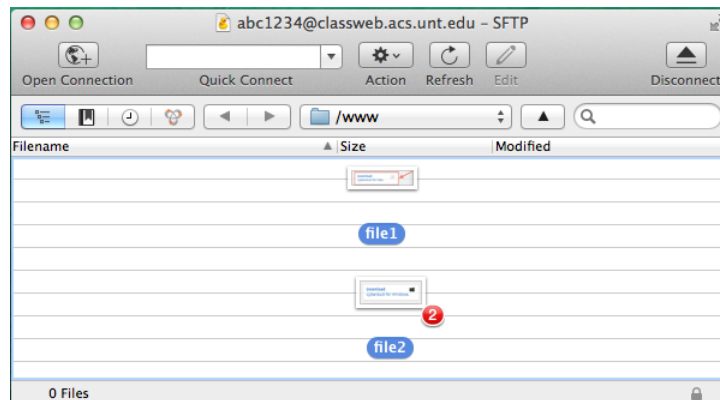 abc1234@classweb.acs.unt.edu – SFTP
Open Connection Quick Connect Action Refresh Edit Disconnect
/www
Filename Size Modified
file1
2
file2
0 Files